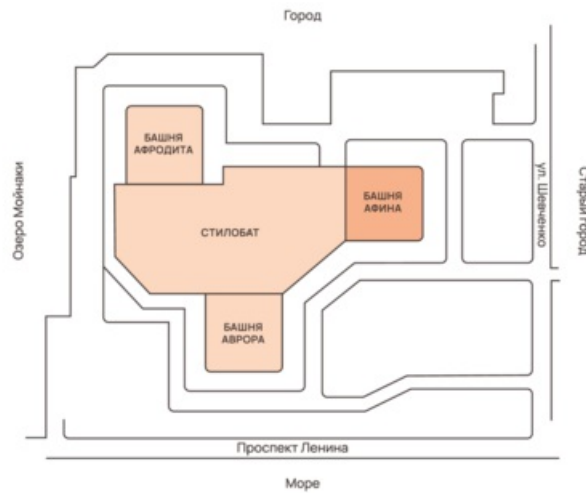 Город
БАШНЯ
АФРОДИТА
Озеро Мойнаки
СТИЛОБАТ
БАШНЯ
АФИНА
ул. Шевченко
Старый город
БАШНЯ
АВРОРА
Проспект Ленина
Море